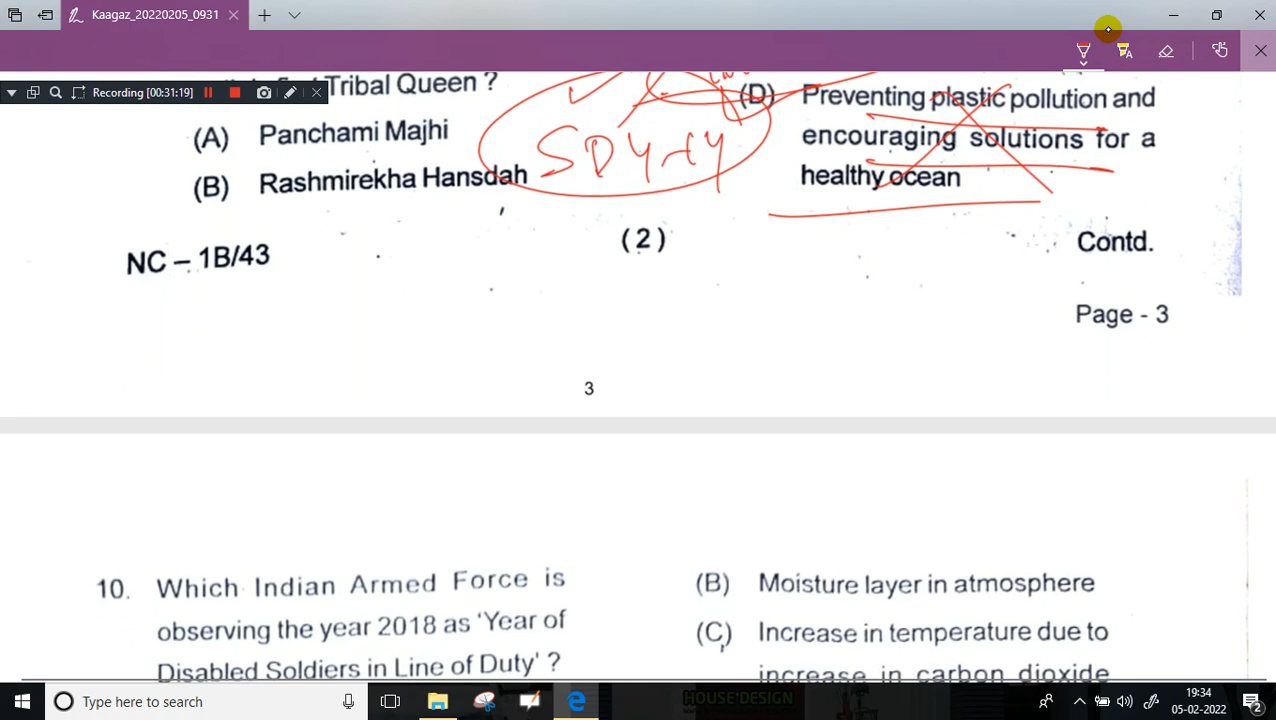 Kaagaz_20220205_0931
Recording [00:31:19]
Tribal Queen ?
(A) Panchami Majhi
(B) Rashmirekha Hansdah
NC – 1B/43
(2)
(D) Preventing plastic pollution and
encouraging solutions for a
healthy ocean
Contd.
Page - 3
3
10. Which Indian Armed Force is
observing the year 2018 as ‘Year of
Disabled Soldiers in Line of Duty’ ?
(B) Moisture layer in atmosphere
(C) Increase in temperature due to
increase in carbon dioxide
Type here to search
HOUSE DESIGN
19:34
05-02-2022
2